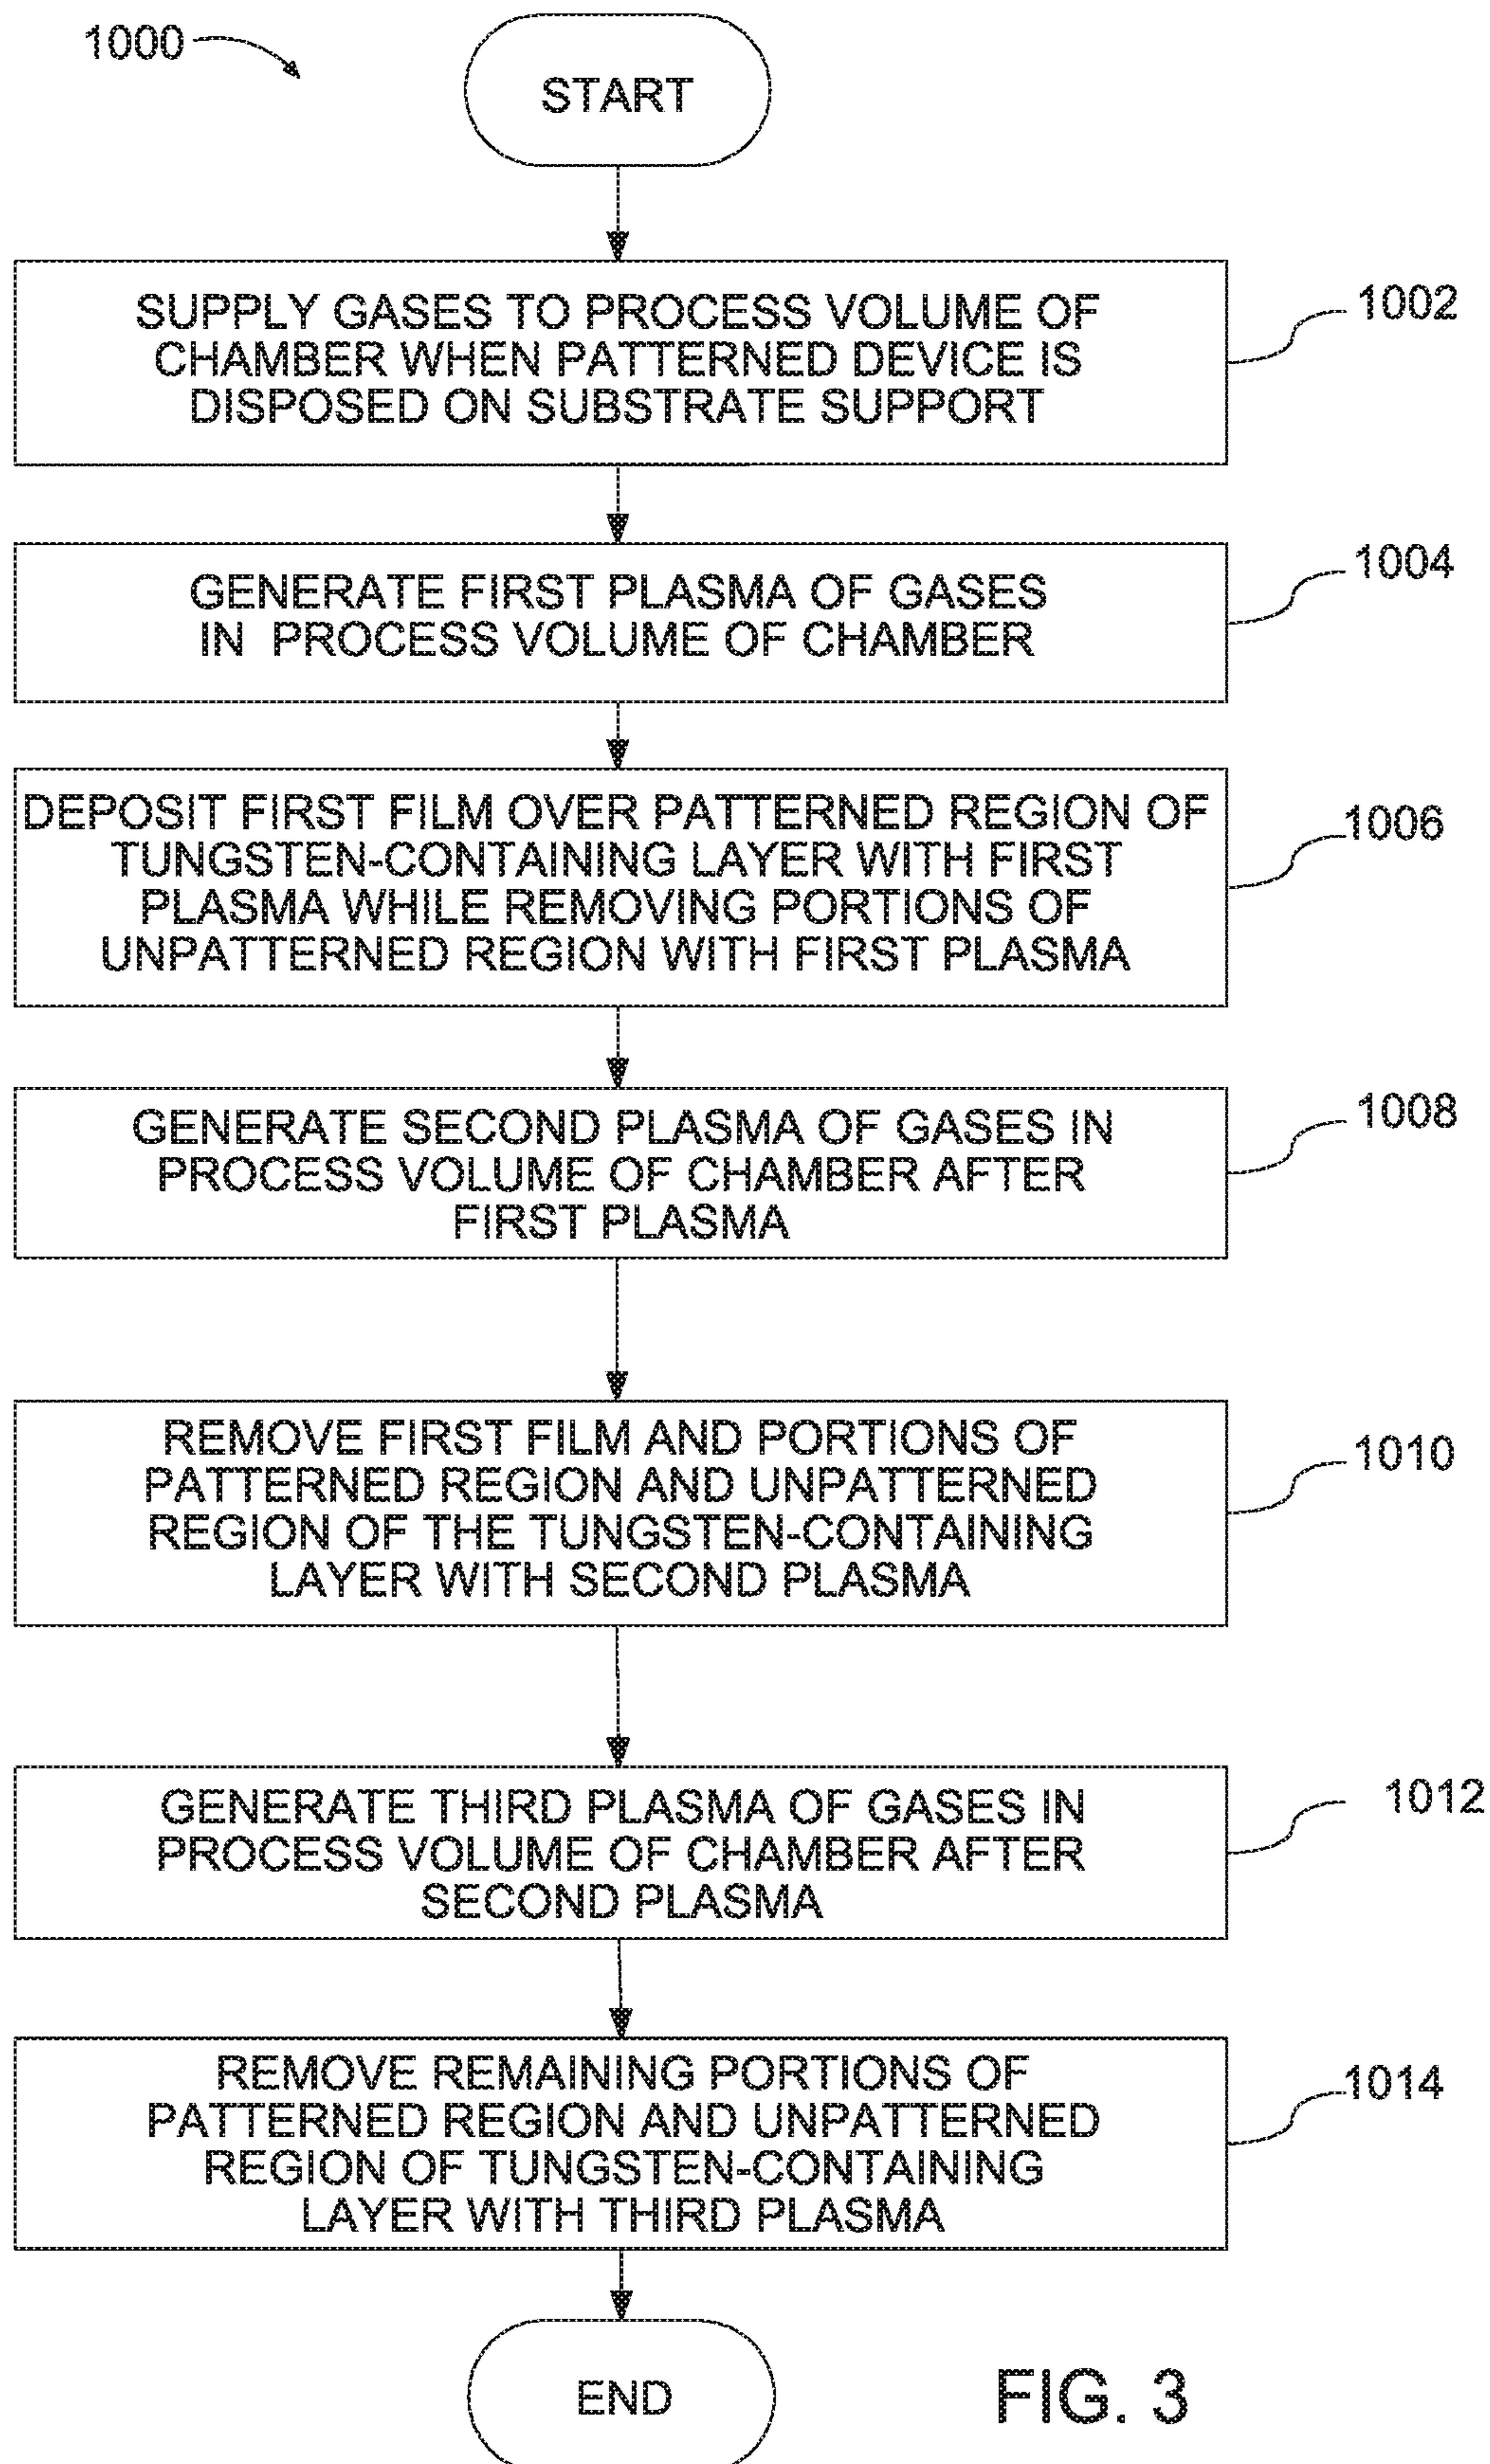 1000
START
SUPPLY GASES TO PROCESS VOLUME OF
CHAMBER WHEN PATTERNED DEVICE IS
DISPOSED ON SUBSTRATE SUPPORT
1002
GENERATE FIRST PLASMA OF GASES
IN PROCESS VOLUME OF CHAMBER
1004
DEPOSIT FIRST FILM OVER PATTERNED REGION OF
TUNGSTEN-CONTAINING LAYER WITH FIRST
PLASMA WHILE REMOVING PORTIONS OF
UNPATTERNED REGION WITH FIRST PLASMA
1006
GENERATE SECOND PLASMA OF GASES IN
PROCESS VOLUME OF CHAMBER AFTER
FIRST PLASMA
1008
REMOVE FIRST FILM AND PORTIONS OF
PATTERNED REGION AND UNPATTERNED
REGION OF THE TUNGSTEN-CONTAINING
LAYER WITH SECOND PLASMA
1010
GENERATE THIRD PLASMA OF GASES IN
PROCESS VOLUME OF CHAMBER AFTER
SECOND PLASMA
1012
REMOVE REMAINING PORTIONS OF
PATTERNED REGION AND UNPATTERNED
REGION OF TUNGSTEN-CONTAINING
LAYER WITH THIRD PLASMA
1014
END
FIG. 3